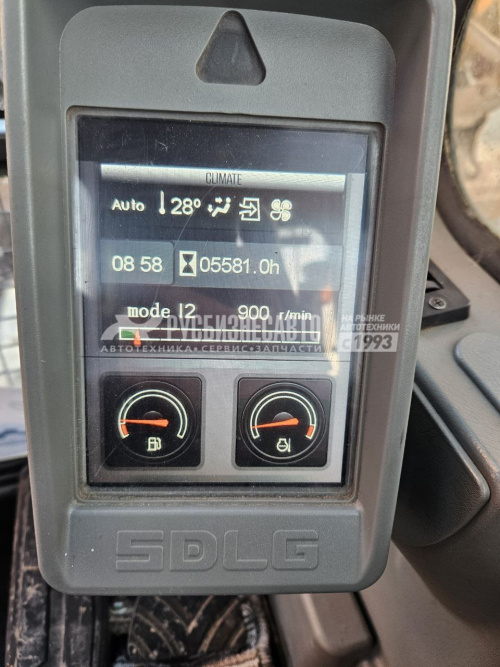 CLIMATE
Auto 28°
08 58 05581.0h
mode I2 900 r/min
РУСБИЗНЕСАВТО
АВТОТЕХНИКА • СЕРВИС • ЗАПЧАСТИ
НА РЫНКЕ
АВТОТЕХНИКИ
с 1993
SDLG